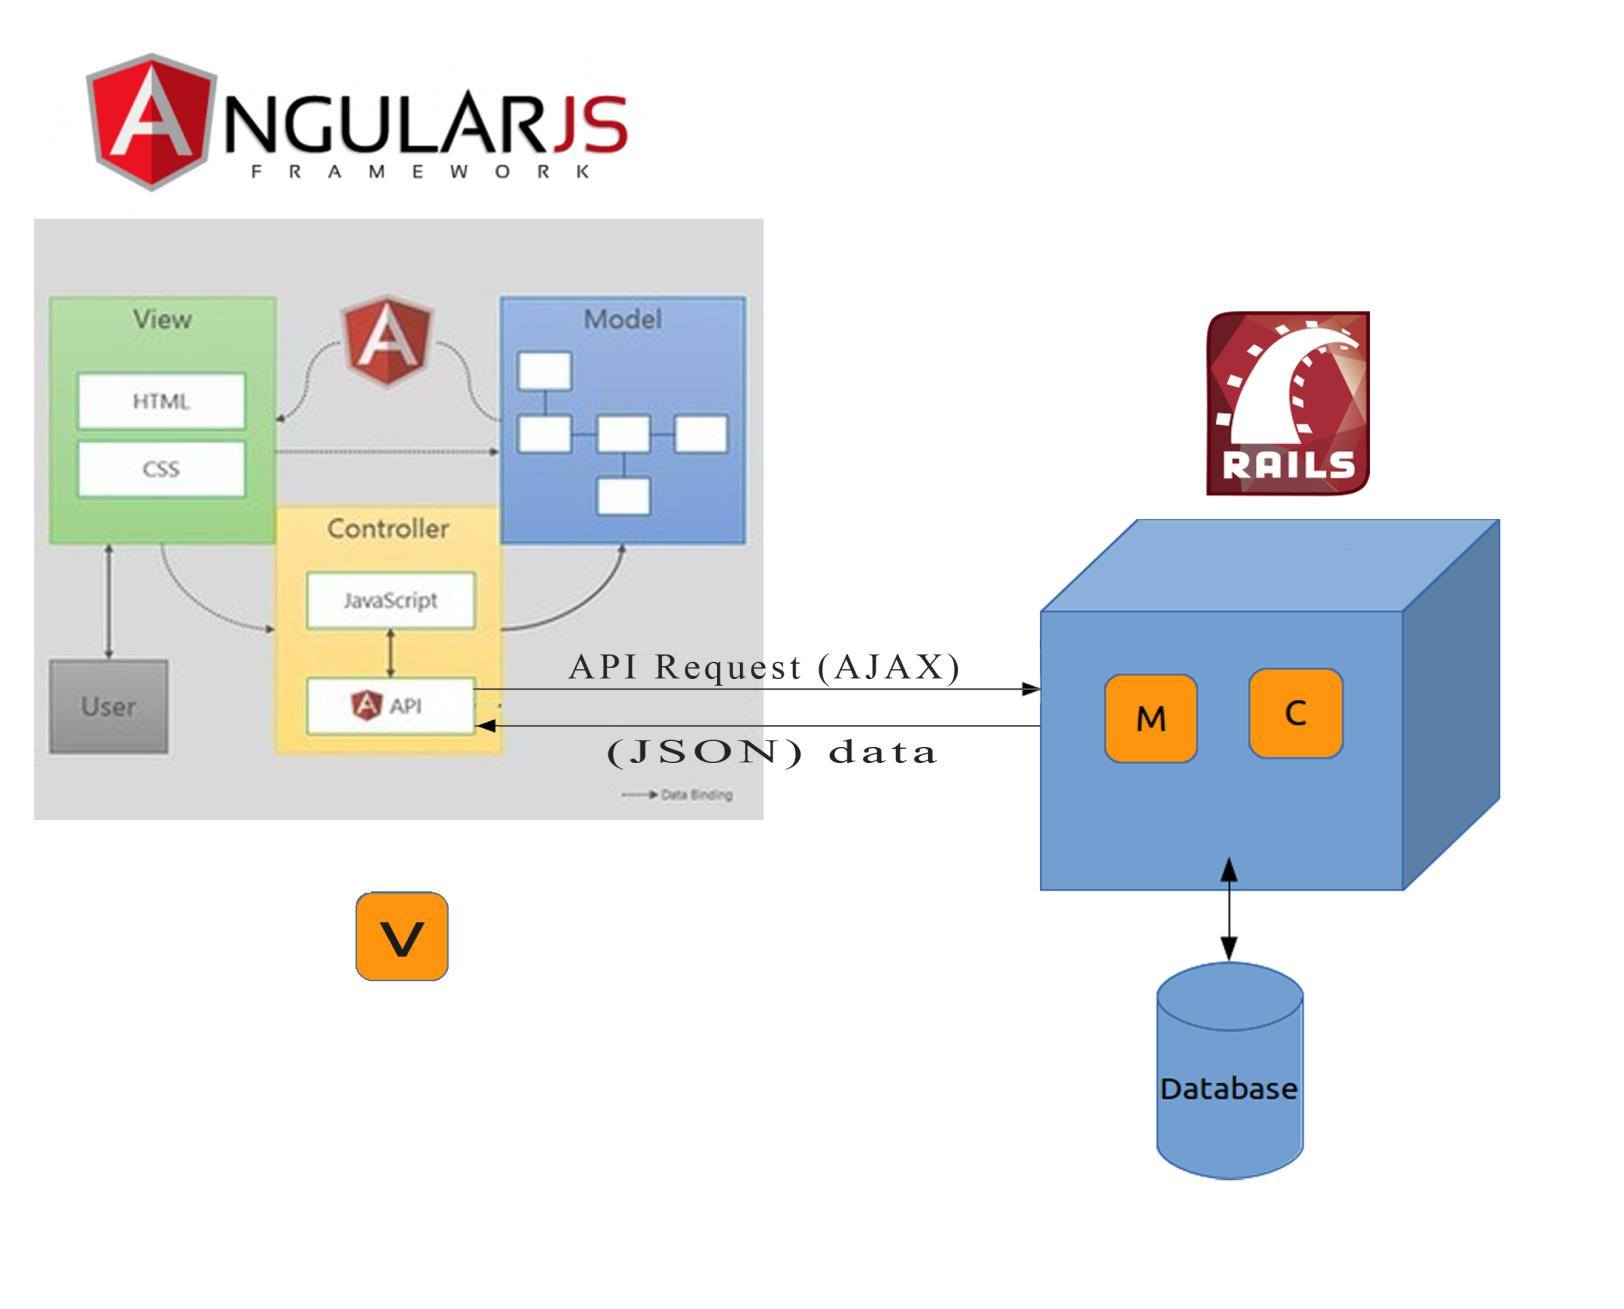 ANGULARJS
FRAMEWORK
View
HTML
CSS
Model
Controller
JavaScript
API
User
Data Binding
API Request (AJAX)
(JSON) data
RAILS
M
C
V
Database